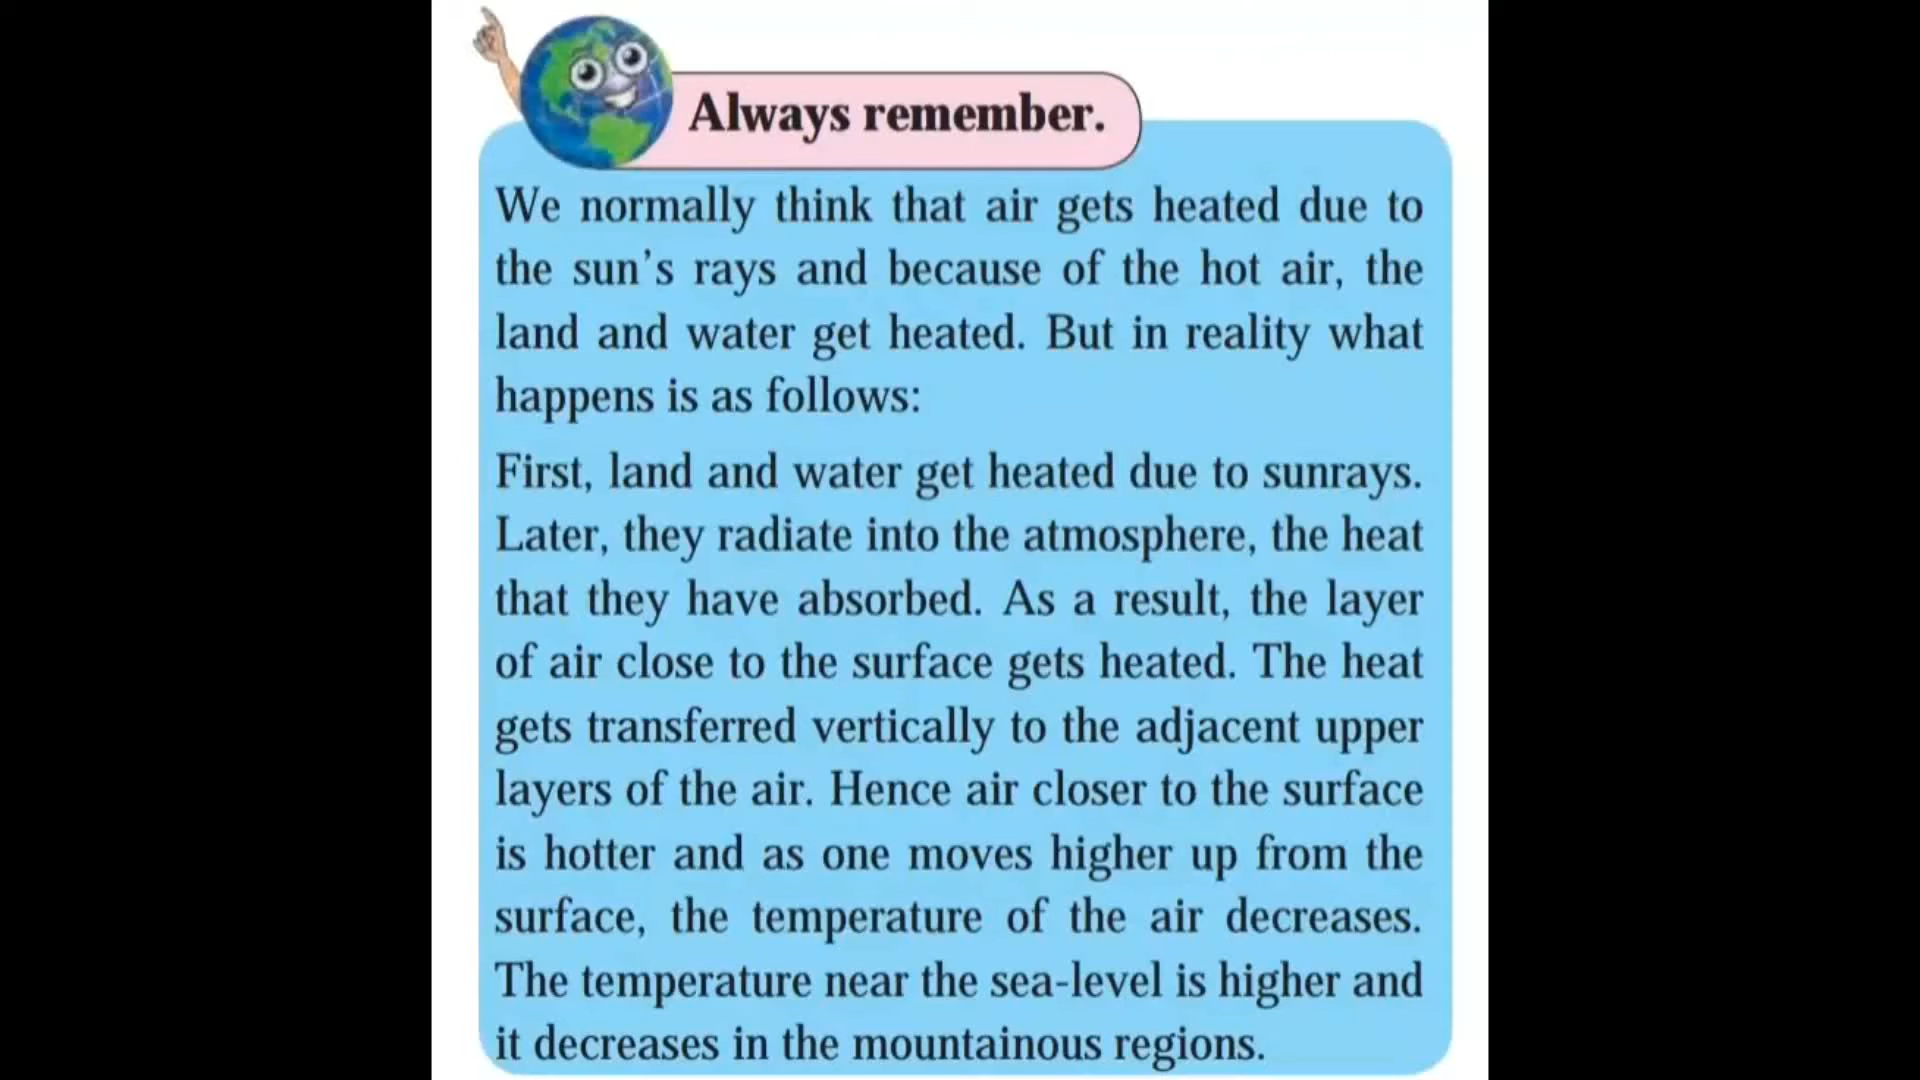 Always remember.
We normally think that air gets heated due to
the sun's rays and because of the hot air, the
land and water get heated. But in reality what
happens is as follows:
First, land and water get heated due to sunrays.
Later, they radiate into the atmosphere, the heat
that they have absorbed. As a result, the layer
of air close to the surface gets heated. The heat
gets transferred vertically to the adjacent upper
layers of the air. Hence air closer to the surface
is hotter and as one moves higher up from the
surface, the temperature of the air decreases.
The temperature near the sea-level is higher and
it decreases in the mountainous regions.